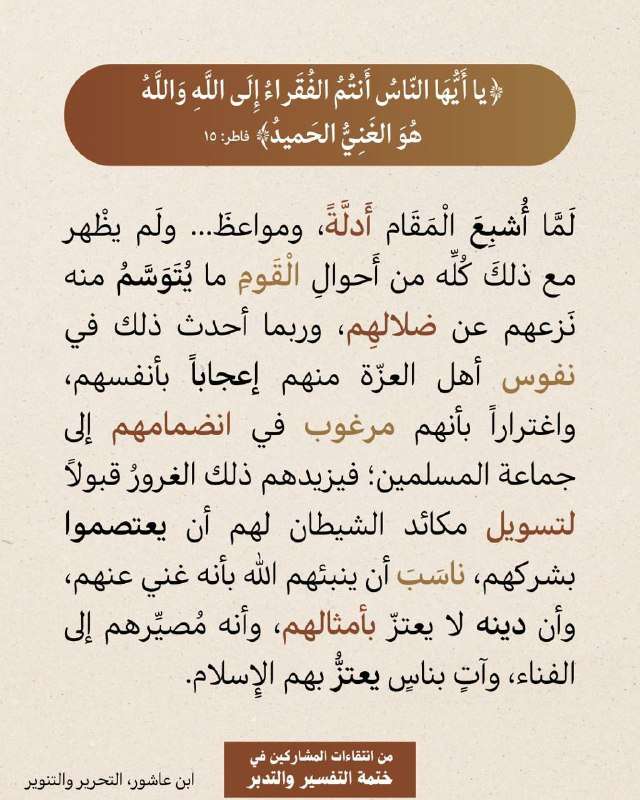 ﴿يا أَيُّهَا النّاسُ أَنتُمُ الفُقَراءُ إِلَى اللَّهِ وَاللَّهُ
هُوَ الغَنِيُّ الحَميدُ﴾ فاطر: ١٥
لَمَّا أُشبِعَ الْمَقَام أَدلَّةً، ومواعظَ... ولَم يظْهر
مع ذلكَ كُلِّه من أَحوالِ الْقَومِ ما يُتَوَسَّمُ منه
نَزعهم عن ضلالهِم، وربما أحدث ذلك في
نفوس أهل العزّة منهم إعجاباً بأنفسهم،
واغتراراً بأنهم مرغوب في انضمامهم إلى
جماعة المسلمين؛ فيزيدهم ذلك الغرورُ قبولاً
لتسويل مكائد الشيطان لهم أن يعتصموا
بشركهم، ناسَبَ أن ينبئهم الله بأنه غني عنهم،
وأن دينه لا يعتزّ بأمثالهم، وأنه مُصيِّرهم إلى
الفناء، وآتٍ بناسٍ يعتزُّ بهم الإِسلام.
من انتقاءات المشاركين في
ختمة التفسير والتدبر
ابن عاشور، التحرير والتنوير